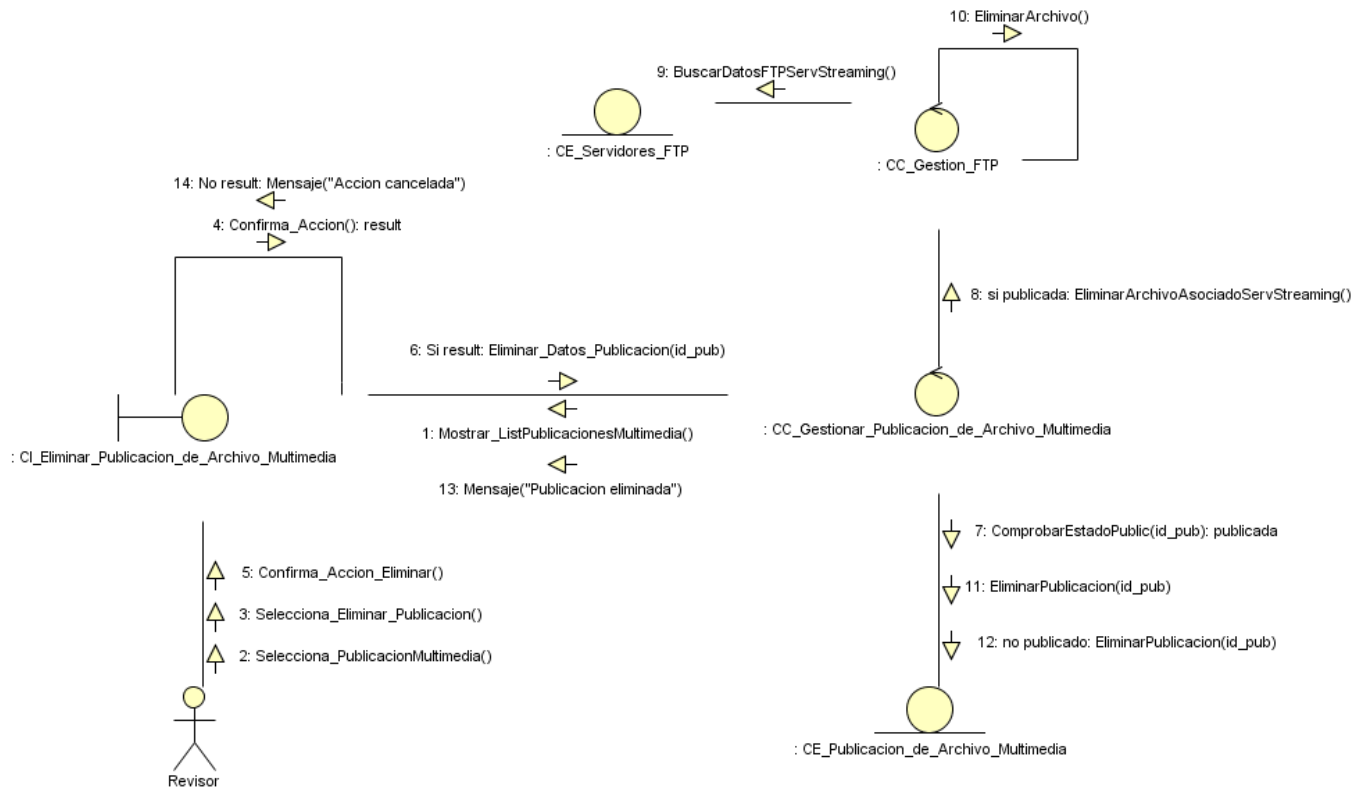 10: EliminarArchivo()
9: BuscarDatosFTPServStreaming()
: CE_Servidores_FTP
: CC_Gestion_FTP
14: No result: Mensaje("Accion cancelada")
4: Confirma_Accion(): result
8: si publicada: EliminarArchivoAsociadoServStreaming()
6: Si result: Eliminar_Datos_Publicacion(id_pub)
1: Mostrar_ListPublicacionesMultimedia()
: CC_Gestionar_Publicacion_de_Archivo_Multimedia
: CI_Eliminar_Publicacion_de_Archivo_Multimedia
13: Mensaje("Publicacion eliminada")
7: ComprobarEstadoPublic(id_pub): publicada
5: Confirma_Accion_Eliminar()
11: EliminarPublicacion(id_pub)
3: Selecciona_Eliminar_Publicacion()
12: no publicado: EliminarPublicacion(id_pub)
2: Selecciona_PublicacionMultimedia()
: CE_Publicacion_de_Archivo_Multimedia
Revisor